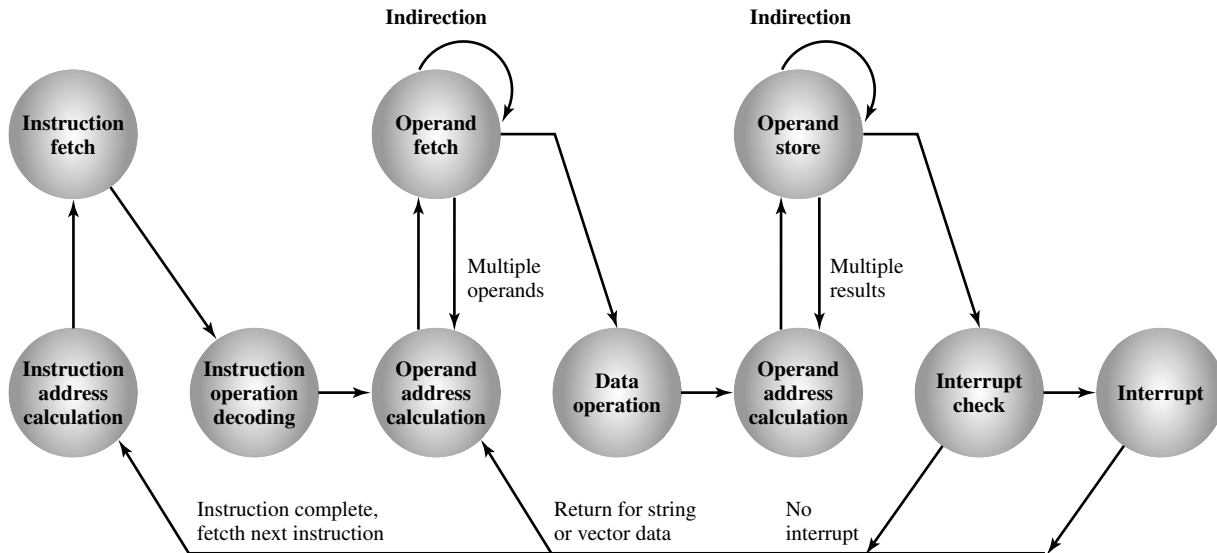 Indirection
Indirection
Instruction
fetch
Operand
fetch
Operand
store
Multiple
operands
Multiple
results
Instruction
address
calculation
Instruction
operation
decoding
Operand
address
calculation
Data
operation
Operand
address
calculation
Interrupt
check
Interrupt
Instruction complete,
fetcth next instruction
Return for string
or vector data
No
interrupt